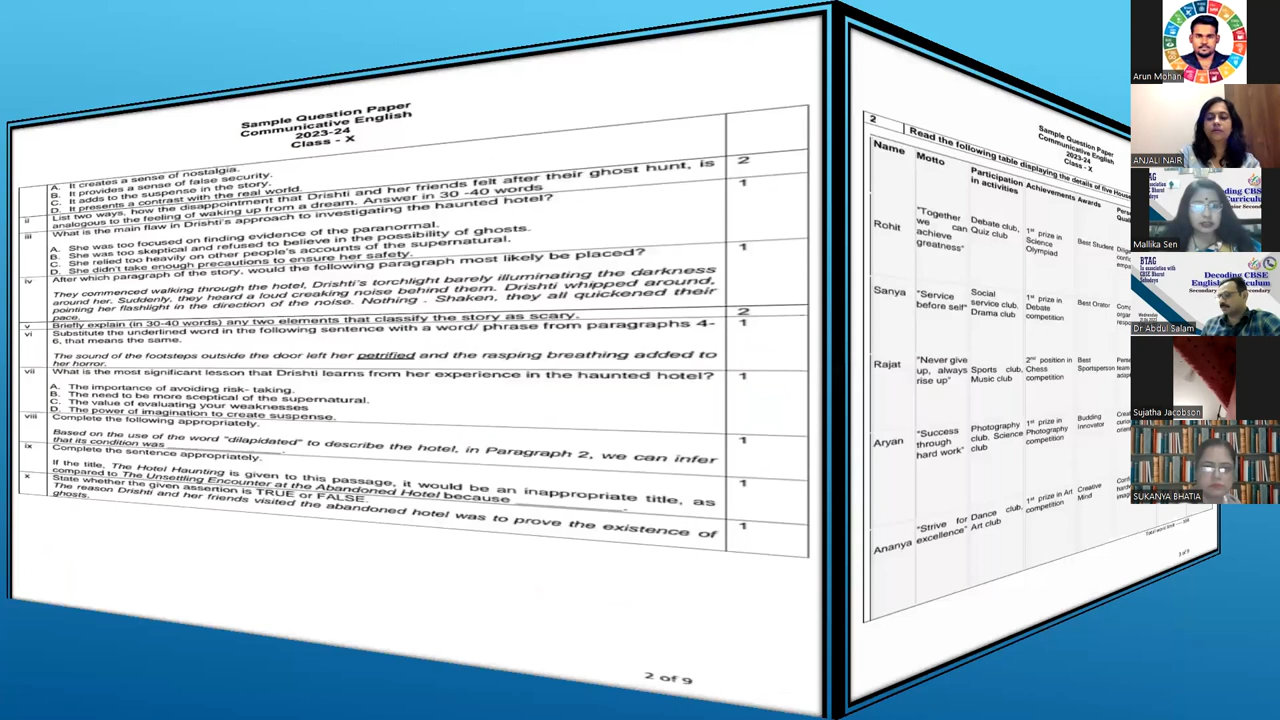 Sample Question Paper
Communicative English
2023-24
Class - X
A. It creates a sense of nostalgia.
B. It provides a sense of false security.
C. It adds to the suspense in the story.
D. It presents a contrast with the real world.
ii List two ways, how the disappointment that Drishti and her friends felt after their ghost hunt, is 2
analogous to the feeling of waking up from a dream. Answer in 30 -40 words
iii What is the main flaw in Drishti's approach to investigating the haunted hotel? 1
A. She was too focused on finding evidence of the paranormal.
B. She was too skeptical and refused to believe in the possibility of ghosts.
C. She relied too heavily on other people's accounts of the supernatural.
D. She didn't take enough precautions to ensure her safety.
iv After which paragraph of the story, would the following paragraph most likely be placed? 1
They commenced walking through the hotel, Drishti's torchlight barely illuminating the darkness
around her. Suddenly, they heard a loud creaking noise behind them. Drishti whipped around,
pointing her flashlight in the direction of the noise. Nothing . Shaken, they all quickened their
pace.
v Briefly explain (in 30-40 words) any two elements that classify the story as scary. 2
vi Substitute the underlined word in the following sentence with a word/ phrase from paragraphs 4- 1
6, that means the same.
The sound of the footsteps outside the door left her petrified and the rasping breathing added to
her horror.
vii What is the most significant lesson that Drishti learns from her experience in the haunted hotel? 1
A. The importance of avoiding risk- taking.
B. The need to be more sceptical of the supernatural.
C. The value of evaluating your weaknesses
D. The power of imagination to create suspense.
viii Complete the following appropriately. 1
Based on the use of the word "dilapidated" to describe the hotel, in Paragraph 2, we can infer
that its condition was ____________.
ix Complete the sentence appropriately. 1
If the title, The Hotel Haunting is given to this passage, it would be an inappropriate title, as
compared to The Unsettling Encounter at the Abandoned Hotel because ____________.
x State whether the given assertion is TRUE or FALSE. 1
The reason Drishti and her friends visited the abandoned hotel was to prove the existence of
ghosts.
2 of 9
Sample Question Paper
Communicative English
2023-24
Class - X
2 Read the following table displaying the details of five House
Name Motto Participation in activities Achievements Awards
Rohit "Together we can achieve greatness" Debate club, Quiz club 1st prize in Science Olympiad Best Student
Sanya "Service before self" Social service club, Drama club 1st prize in Debate competition Best Orator
Rajat "Never give up, always rise up" Sports club, Music club 2nd position in Chess competition Best Sportsperson
Aryan "Success through hard work" Photography club, Science club 1st prize in Photography competition Budding Innovator
Ananya "Strive for excellence" Dance club, Art club 1st prize in Art competition Creative Mind
Total word limit
3 of 9
Arun Mohan
ANJALI NAIR
Mallika Sen
BTAG
Decoding CBSE
English Curriculum
Dr Abdul Salam
Sujatha Jacobson
SUKANYA BHATIA